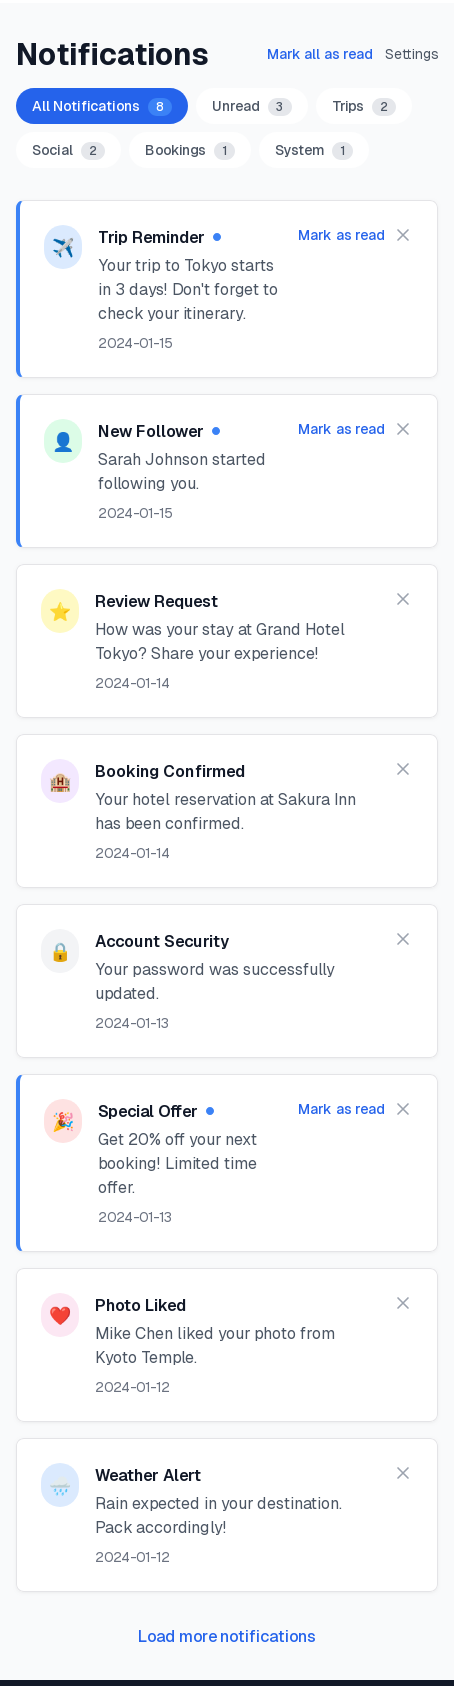 Notifications
Mark all as read
Settings
All Notifications 8
Unread 3
Trips 2
Social 2
Bookings 1
System 1
Trip Reminder
Mark as read
Your trip to Tokyo starts
in 3 days! Don't forget to
check your itinerary.
2024-01-15
New Follower
Mark as read
Sarah Johnson started
following you.
2024-01-15
Review Request
How was your stay at Grand Hotel
Tokyo? Share your experience!
2024-01-14
Booking Confirmed
Your hotel reservation at Sakura Inn
has been confirmed.
2024-01-14
Account Security
Your password was successfully
updated.
2024-01-13
Special Offer
Mark as read
Get 20% off your next
booking! Limited time
offer.
2024-01-13
Photo Liked
Mike Chen liked your photo from
Kyoto Temple.
2024-01-12
Weather Alert
Rain expected in your destination.
Pack accordingly!
2024-01-12
Load more notifications